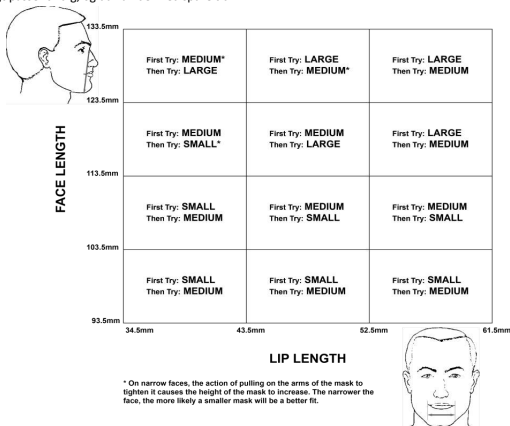 133.5mm
First Try: MEDIUM*
Then Try: LARGE
First Try: LARGE
Then Try: MEDIUM*
First Try: LARGE
Then Try: MEDIUM
123.5mm
First Try: MEDIUM
Then Try: SMALL*
First Try: MEDIUM
Then Try: LARGE
First Try: LARGE
Then Try: MEDIUM
FACE LENGTH
113.5mm
First Try: SMALL
Then Try: MEDIUM
First Try: MEDIUM
Then Try: SMALL
First Try: MEDIUM
Then Try: SMALL
103.5mm
First Try: SMALL
Then Try: MEDIUM
First Try: SMALL
Then Try: MEDIUM
First Try: SMALL
Then Try: MEDIUM
93.5mm
34.5mm
43.5mm
52.5mm
61.5mm
LIP LENGTH
* On narrow faces, the action of pulling on the arms of the mask to
tighten it causes the height of the mask to increase. The narrower the
face, the more likely a smaller mask will be a better fit.